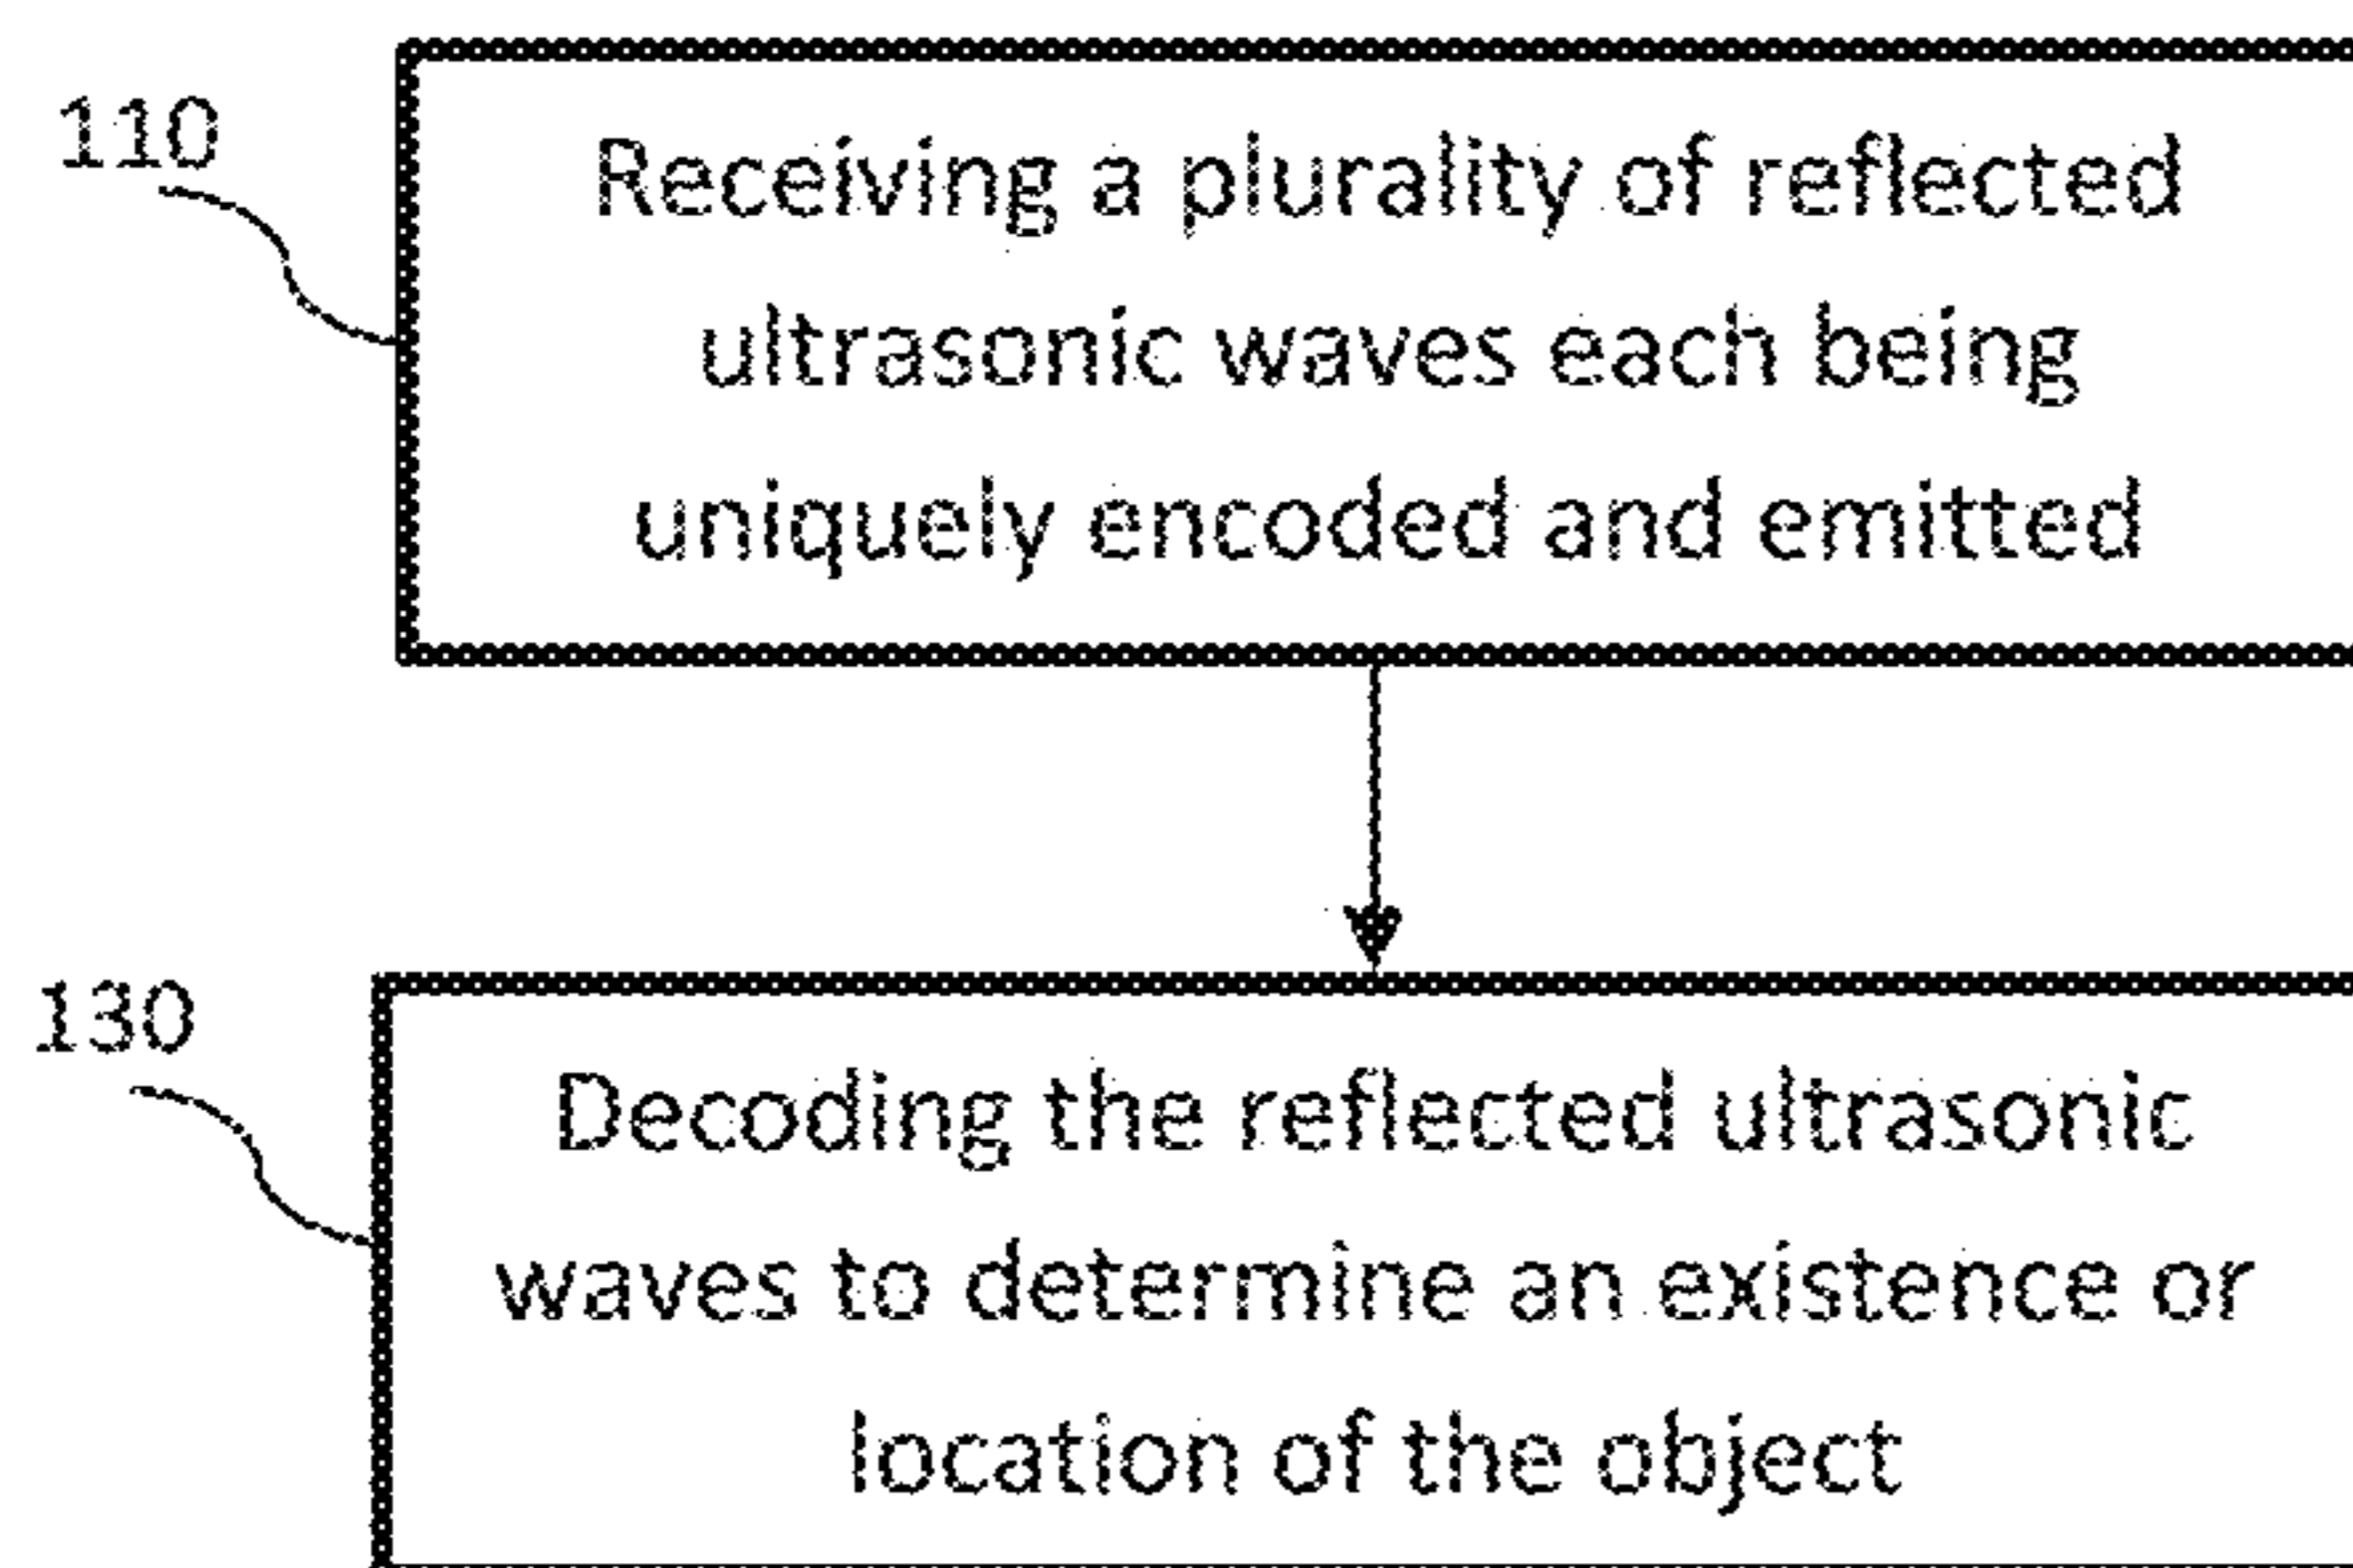 110
Receiving a plurality of reflected
ultrasonic waves each being
uniquely encoded and emitted
130
Decoding the reflected ultrasonic
waves to determine an existence or
location of the object